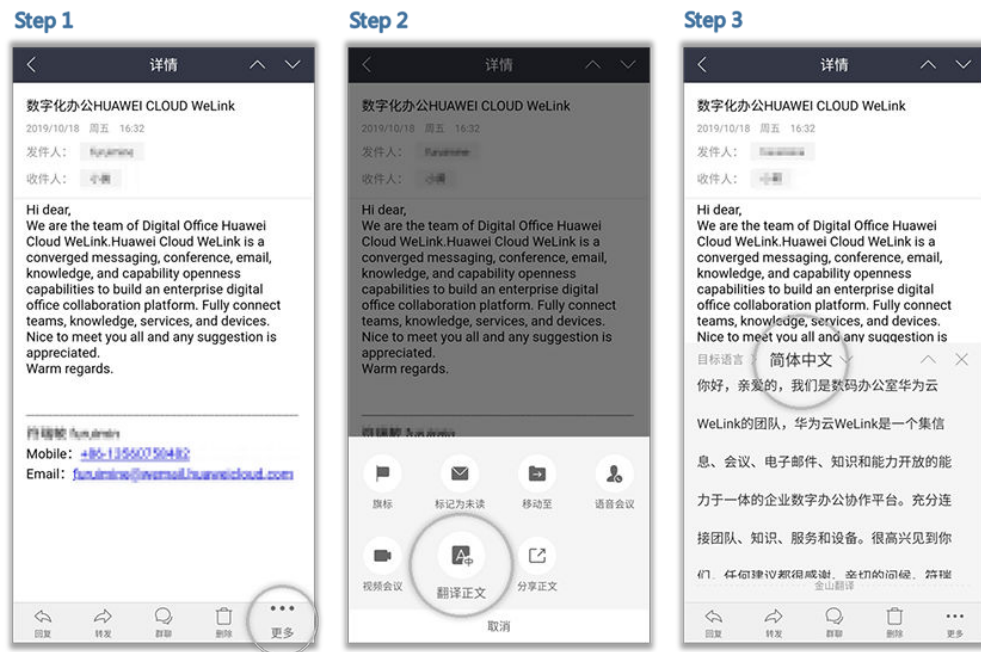 Step 1
详情
数字化办公HUAWEI CLOUD WeLink
2019/10/18 周五 16:32
发件人：
收件人：
Hi dear,
We are the team of Digital Office Huawei
Cloud WeLink.Huawei Cloud WeLink is a
converged messaging, conference, email,
knowledge, and capability openness
capabilities to build an enterprise digital
office collaboration platform. Fully connect
teams, knowledge, services, and devices.
Nice to meet you all and any suggestion is
appreciated.
Warm regards.
Mobile：
Email：
回复 转发 群聊 删除 更多
Step 2
详情
数字化办公HUAWEI CLOUD WeLink
2019/10/18 周五 16:32
发件人：
收件人：
Hi dear,
We are the team of Digital Office Huawei
Cloud WeLink.Huawei Cloud WeLink is a
converged messaging, conference, email,
knowledge, and capability openness
capabilities to build an enterprise digital
office collaboration platform. Fully connect
teams, knowledge, services, and devices.
Nice to meet you all and any suggestion is
appreciated.
Warm regards.
旗标 标记为未读 移动至 语音会议
视频会议 翻译正文 分享正文
取消
Step 3
详情
数字化办公HUAWEI CLOUD WeLink
2019/10/18 周五 16:32
发件人：
收件人：
Hi dear,
We are the team of Digital Office Huawei
Cloud WeLink.Huawei Cloud WeLink is a
converged messaging, conference, email,
knowledge, and capability openness
capabilities to build an enterprise digital
office collaboration platform. Fully connect
teams, knowledge, services, and devices.
Nice to meet you all and any suggestion is
目标语言 简体中文
你好，亲爱的，我们是数码办公室华为云
WeLink的团队，华为云WeLink是一个集信
息、会议、电子邮件、知识和能力开放的能
力于一体的企业数字办公协作平台。充分连
接团队、知识、服务和设备。很高兴见到你
们，任何建议都很感谢。亲切的问候，符瑞
金山翻译
回复 转发 群聊 删除 更多